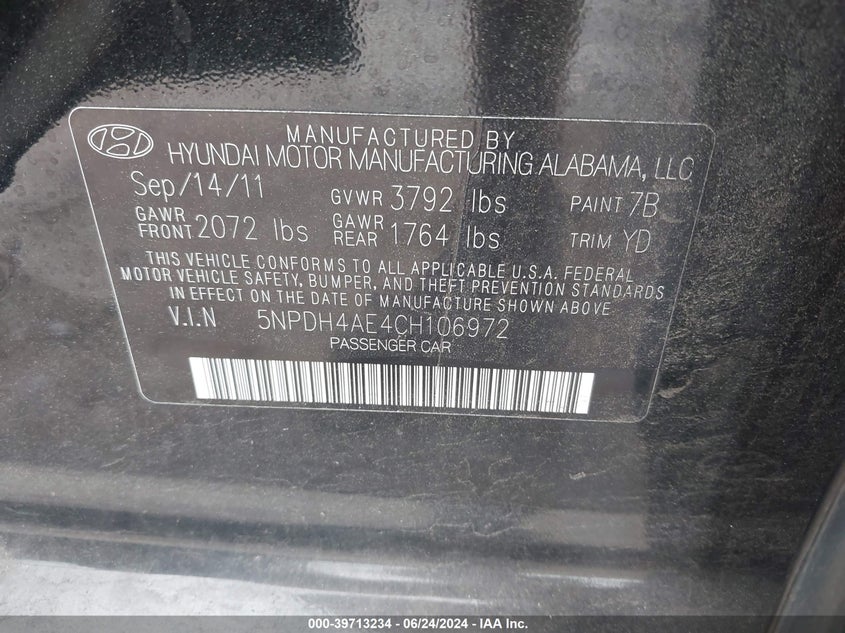 MANUFACTURED BY
HYUNDAI MOTOR MANUFACTURING ALABAMA, LLC
Sep/14/11 GVWR 3792 lbs PAINT 7B
GAWR FRONT 2072 lbs GAWR REAR 1764 lbs TRIM YD
THIS VEHICLE CONFORMS TO ALL APPLICABLE U.S.A. FEDERAL
MOTOR VEHICLE SAFETY, BUMPER, AND THEFT PREVENTION STANDARDS
IN EFFECT ON THE DATE OF MANUFACTURE SHOWN ABOVE.
V.I.N 5NPDH4AE4CH106972
PASSENGER CAR
000-39713234 - 06/24/2024 - IAA Inc.